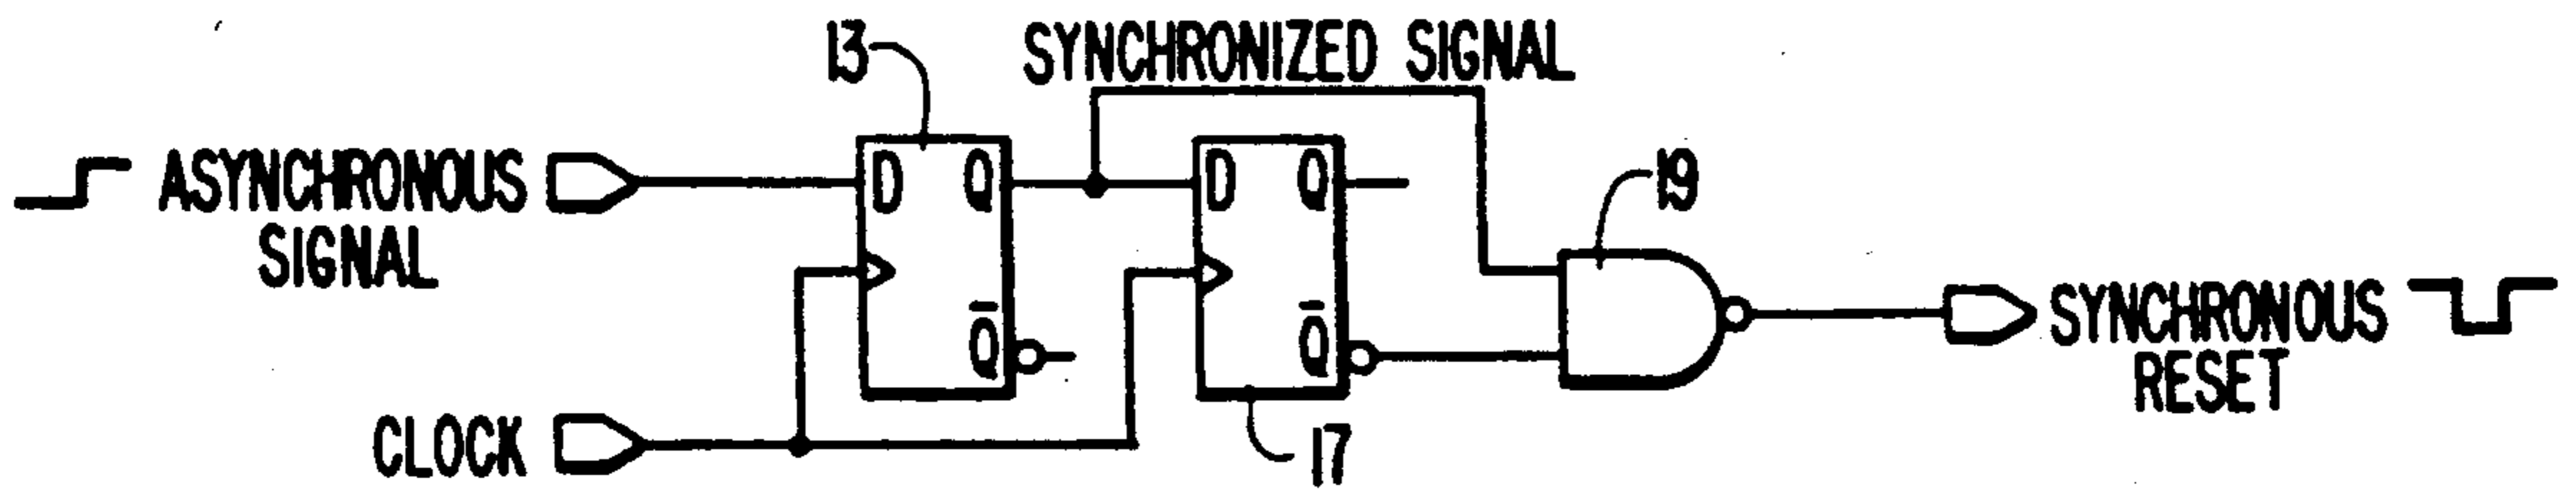 13
SYNCHRONIZED SIGNAL
ASYNCHRONOUS
SIGNAL
D Q
Q̅
D Q
Q̅
19
SYNCHRONOUS
RESET
CLOCK
17